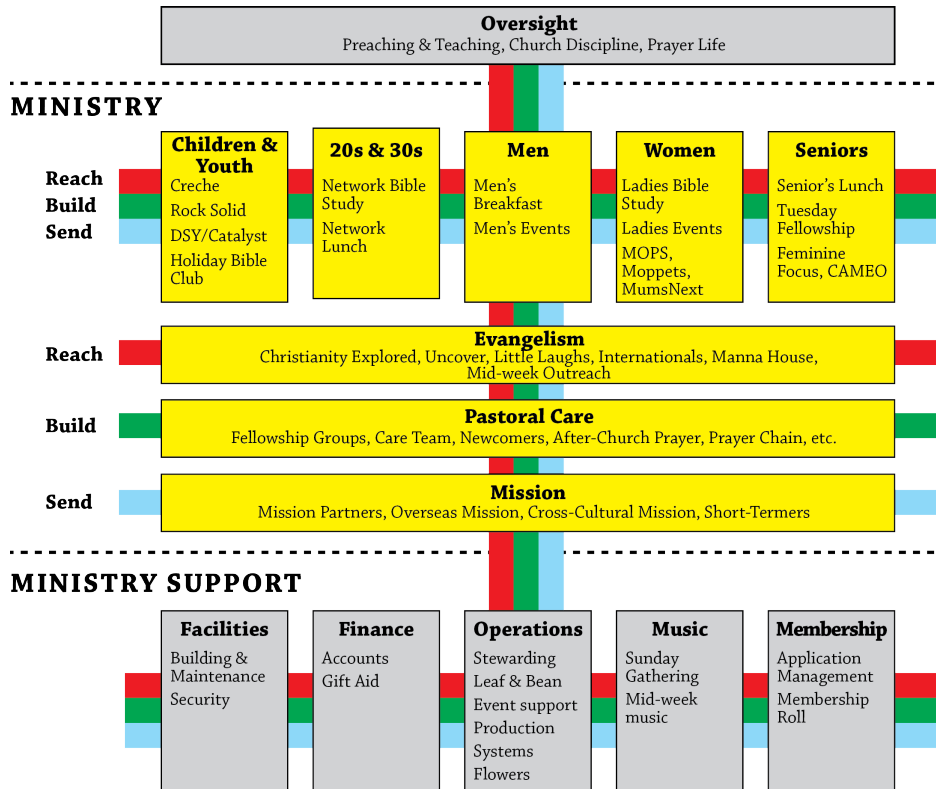 Oversight
Preaching & Teaching, Church Discipline, Prayer Life
MINISTRY
Reach
Build
Send
Children &
Youth
Creche
Rock Solid
DSY/Catalyst
Holiday Bible
Club
20s & 30s
Network Bible
Study
Network
Lunch
Men
Men's
Breakfast
Men's Events
Women
Ladies Bible
Study
Ladies Events
MOPS,
Moppets,
MumsNext
Seniors
Senior's Lunch
Tuesday
Fellowship
Feminine
Focus, CAMEO
Reach
Evangelism
Christianity Explored, Uncover, Little Laughs, Internationals, Manna House,
Mid-week Outreach
Build
Pastoral Care
Fellowship Groups, Care Team, Newcomers, After-Church Prayer, Prayer Chain, etc.
Send
Mission
Mission Partners, Overseas Mission, Cross-Cultural Mission, Short-Termers
MINISTRY SUPPORT
Facilities
Building &
Maintenance
Security
Finance
Accounts
Gift Aid
Operations
Stewarding
Leaf & Bean
Event support
Production
Systems
Flowers
Music
Sunday
Gathering
Mid-week
music
Membership
Application
Management
Membership
Roll